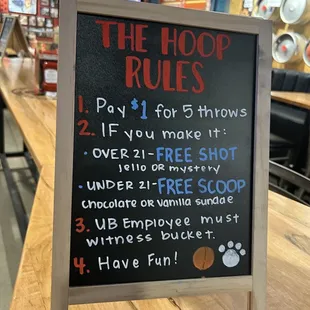 THE HOOP
RULES
1. Pay $1 for 5 throws
2. If you make it:
• OVER 21 - FREE SHOT
Jello or mystery
• UNDER 21 - FREE SCOOP
chocolate or vanilla sundae
3. UB Employee must
witness bucket.
4. Have Fun!